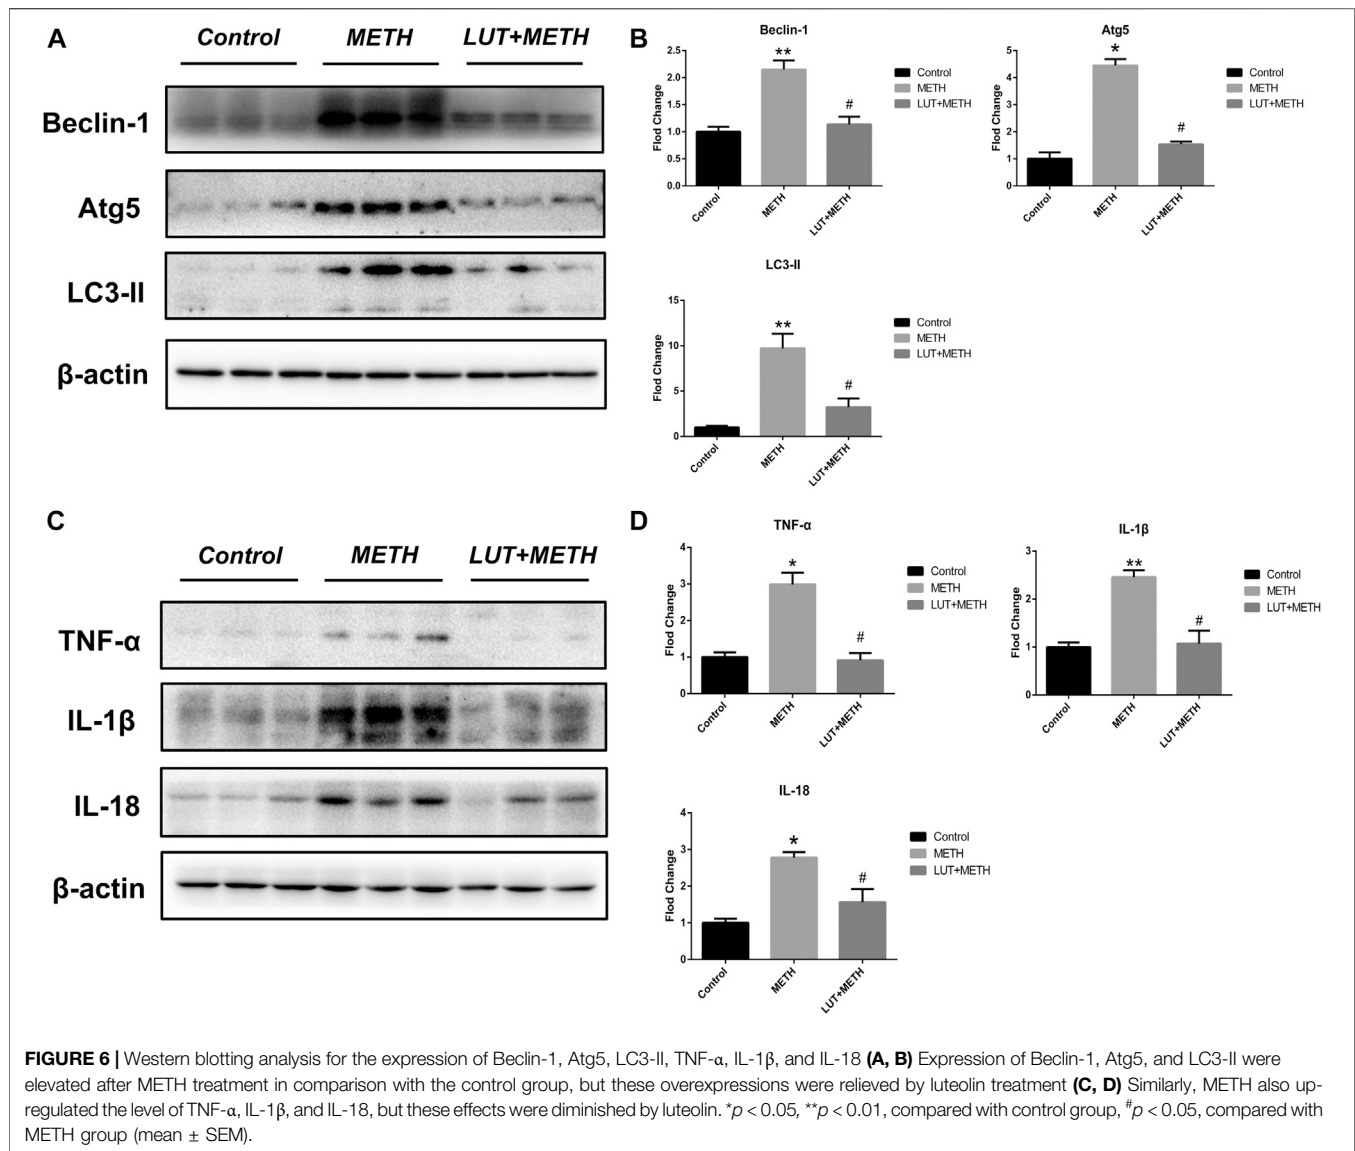 A
Control METH LUT+METH
Beclin-1
Atg5
LC3-II
β-actin
B
Beclin-1
Flod Change
2.5
2.0
1.5
1.0
0.5
0.0
**
#
Control
METH
LUT+METH
Control
METH
LUT+METH
Atg5
Flod Change
5
4
3
2
1
0
*
#
Control
METH
LUT+METH
Control
METH
LUT+METH
LC3-II
Flod Change
15
10
5
0
**
#
Control
METH
LUT+METH
Control
METH
LUT+METH
C
Control METH LUT+METH
TNF-α
IL-1β
IL-18
β-actin
D
TNF-α
Flod Change
4
3
2
1
0
*
#
Control
METH
LUT+METH
Control
METH
LUT+METH
IL-1β
Flod Change
3
2
1
0
**
#
Control
METH
LUT+METH
Control
METH
LUT+METH
IL-18
Flod Change
4
3
2
1
0
*
#
Control
METH
LUT+METH
Control
METH
LUT+METH
FIGURE 6 | Western blotting analysis for the expression of Beclin-1, Atg5, LC3-II, TNF-α, IL-1β, and IL-18 (A, B) Expression of Beclin-1, Atg5, and LC3-II were
elevated after METH treatment in comparison with the control group, but these overexpressions were relieved by luteolin treatment (C, D) Similarly, METH also up-
regulated the level of TNF-α, IL-1β, and IL-18, but these effects were diminished by luteolin. *p < 0.05, **p < 0.01, compared with control group, #p < 0.05, compared with
METH group (mean ± SEM).